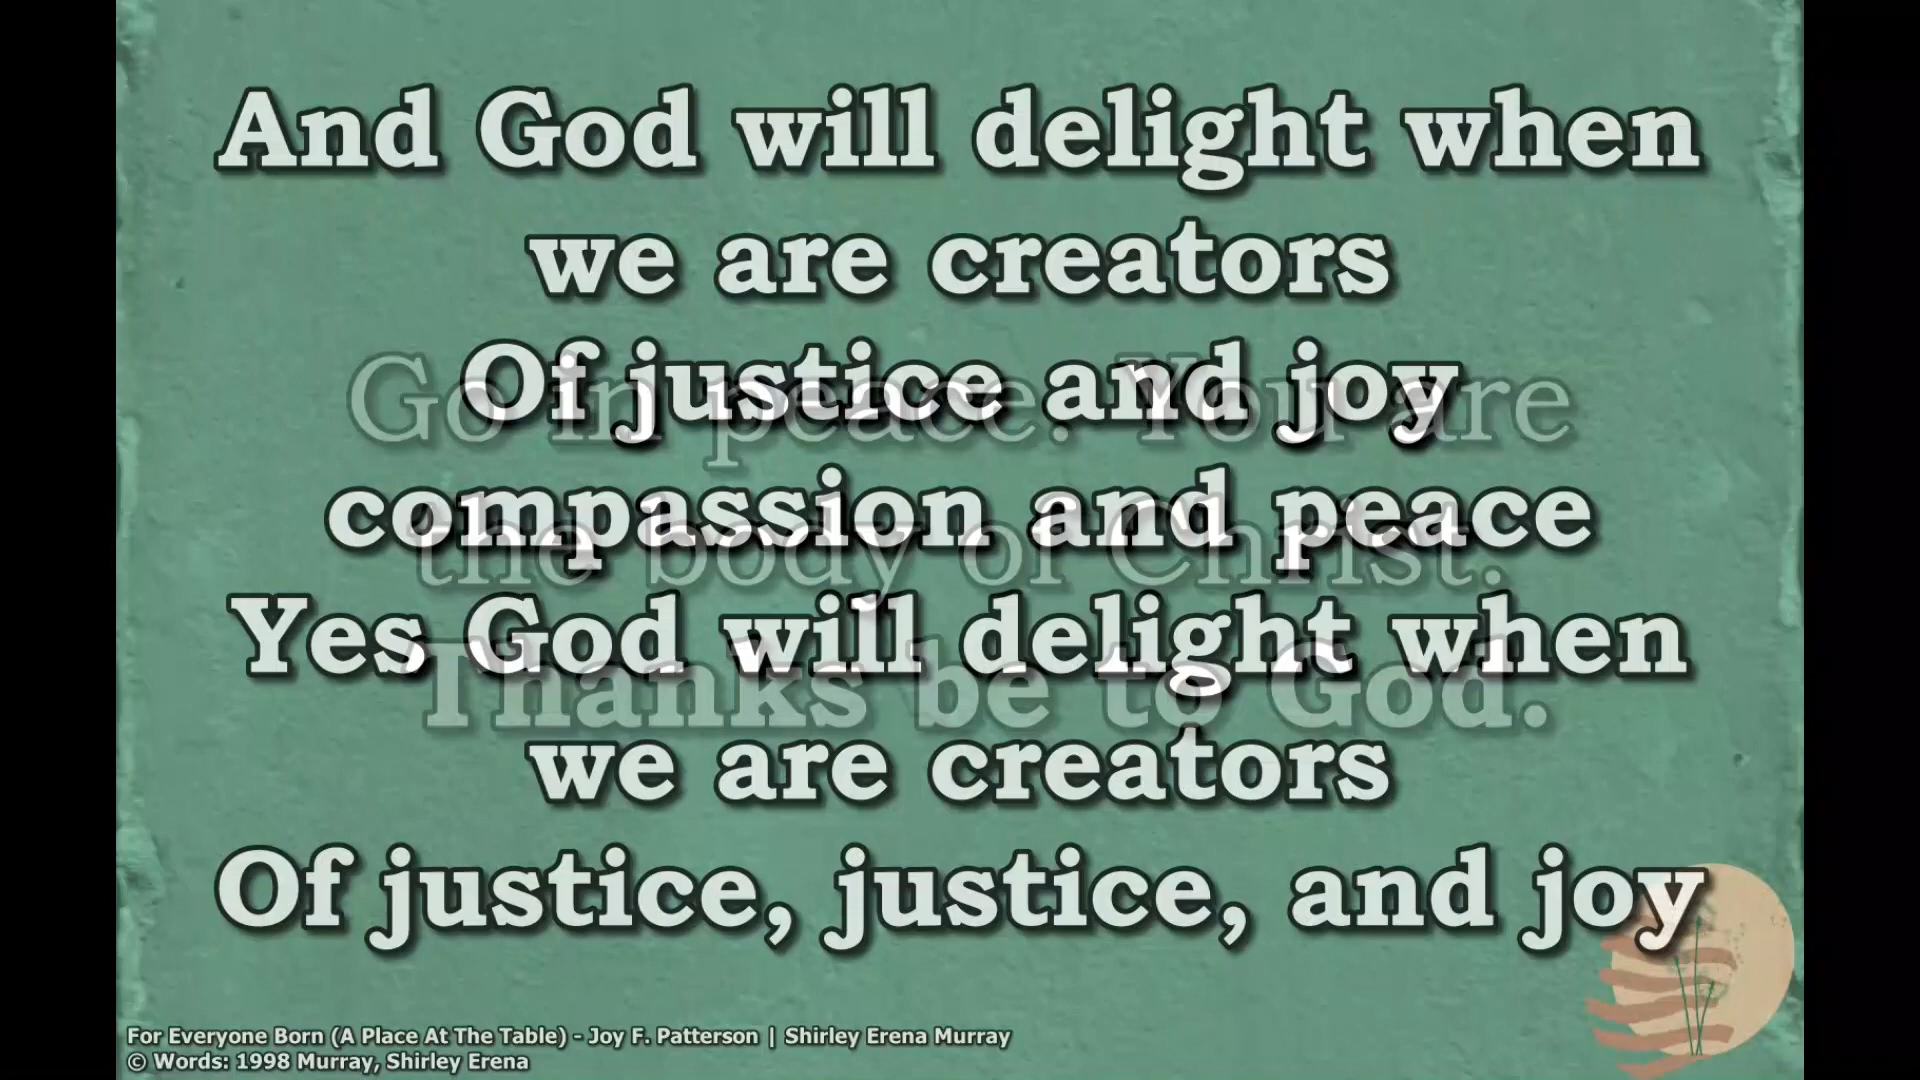 And God will delight when
we are creators
Of justice and joy
compassion and peace
Yes God will delight when
we are creators
Of justice, justice, and joy
Go in peace. You are
the body of Christ.
Thanks be to God.
For Everyone Born (A Place At The Table) - Joy F. Patterson | Shirley Erena Murray
© Words: 1998 Murray, Shirley Erena